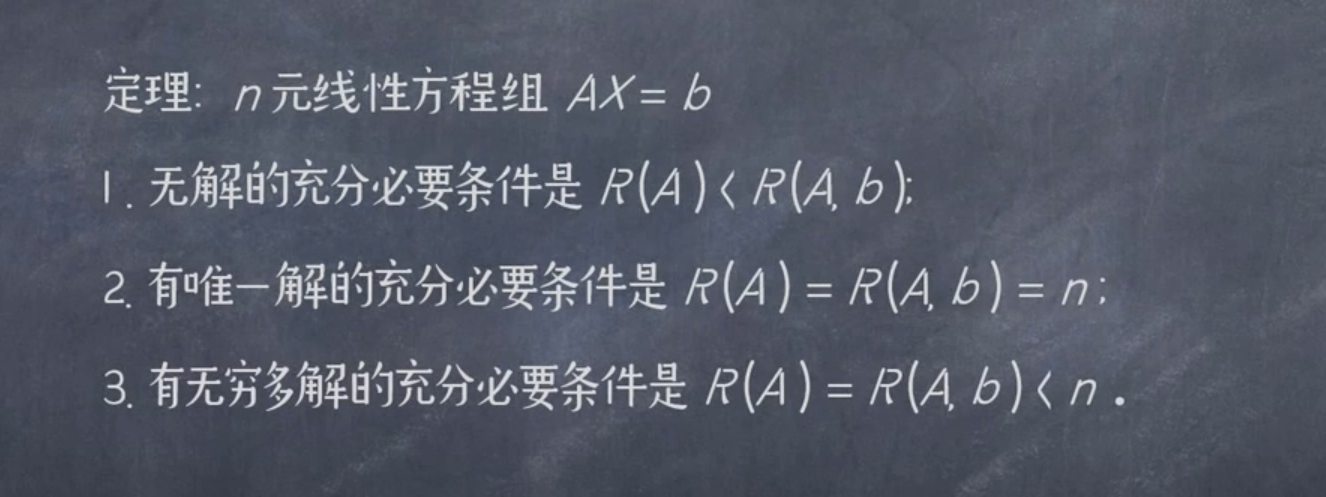 定理: n元线性方程组 AX = b
1. 无解的充分必要条件是 R(A) < R(A, b);
2. 有唯一解的充分必要条件是 R(A) = R(A, b) = n;
3. 有无穷多解的充分必要条件是 R(A) = R(A, b) < n .